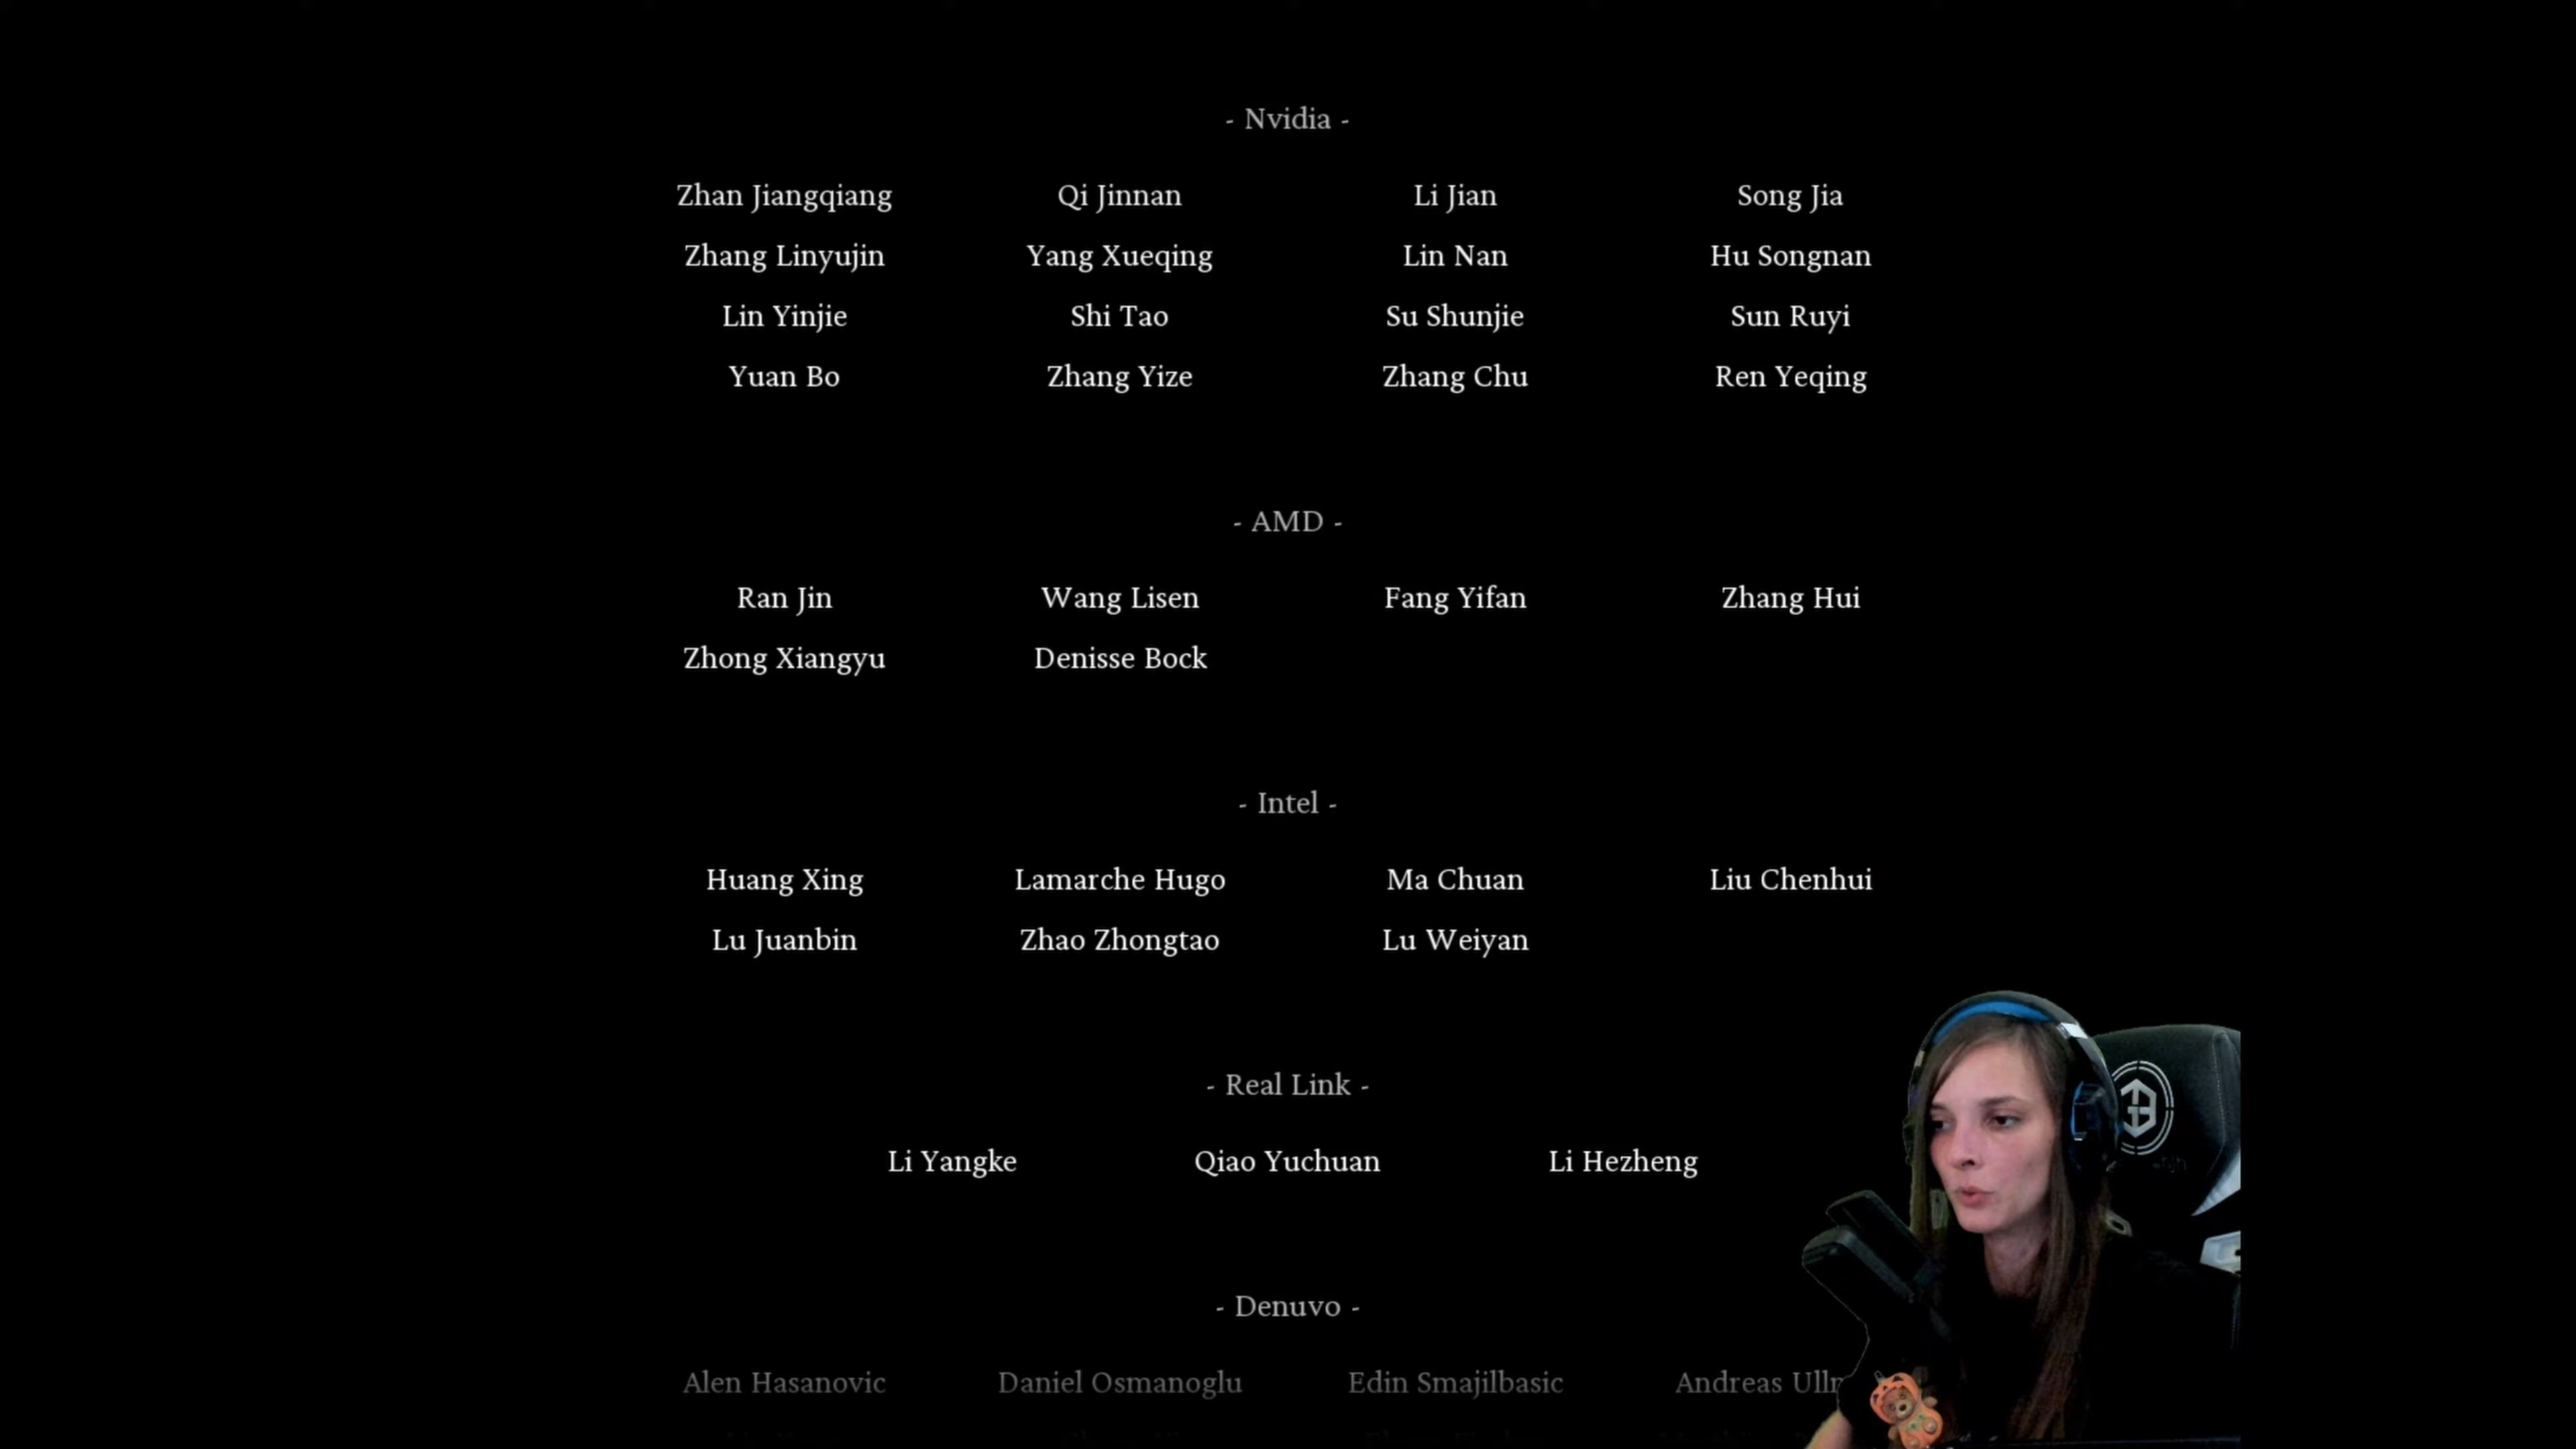 - Nvidia -
Zhan Jiangqiang Qi Jinnan Li Jian Song Jia
Zhang Linyujin Yang Xueqing Lin Nan Hu Songnan
Lin Yinjie Shi Tao Su Shunjie Sun Ruyi
Yuan Bo Zhang Yize Zhang Chu Ren Yeqing
- AMD -
Ran Jin Wang Lisen Fang Yifan Zhang Hui
Zhong Xiangyu Denisse Bock
- Intel -
Huang Xing Lamarche Hugo Ma Chuan Liu Chenhui
Lu Juanbin Zhao Zhongtao Lu Weiyan
- Real Link -
Li Yangke Qiao Yuchuan Li Hezheng
- Denuvo -
Alen Hasanovic Daniel Osmanoglu Edin Smajilbasic Andreas